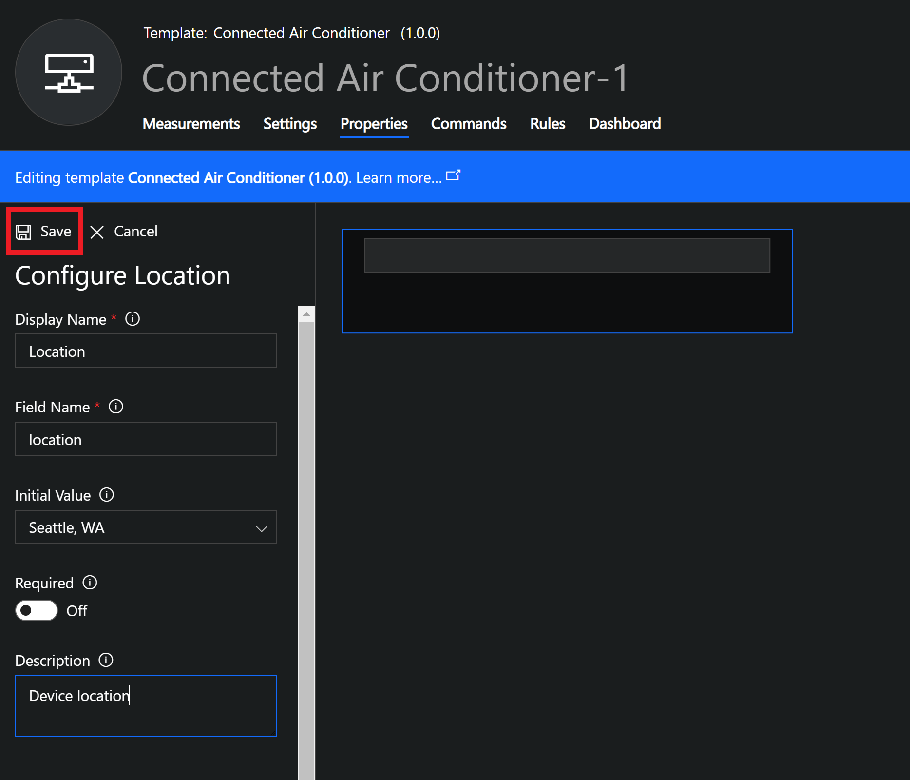 Template: Connected Air Conditioner (1.0.0)
Connected Air Conditioner-1
Measurements Settings Properties Commands Rules Dashboard
Editing template Connected Air Conditioner (1.0.0). Learn more...
Save Cancel
Configure Location
Display Name *
Location
Field Name *
location
Initial Value
Seattle, WA
Required
Off
Description
Device location